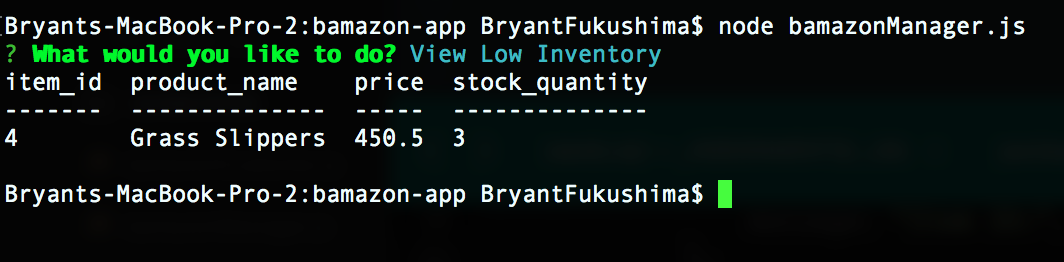 Bryants-MacBook-Pro-2:bamazon-app BryantFukushima$ node bamazonManager.js
? What would you like to do? View Low Inventory
item_id  product_name    price  stock_quantity
-------  --------------  -----  --------------
4        Grass Slippers  450.5  3
Bryants-MacBook-Pro-2:bamazon-app BryantFukushima$